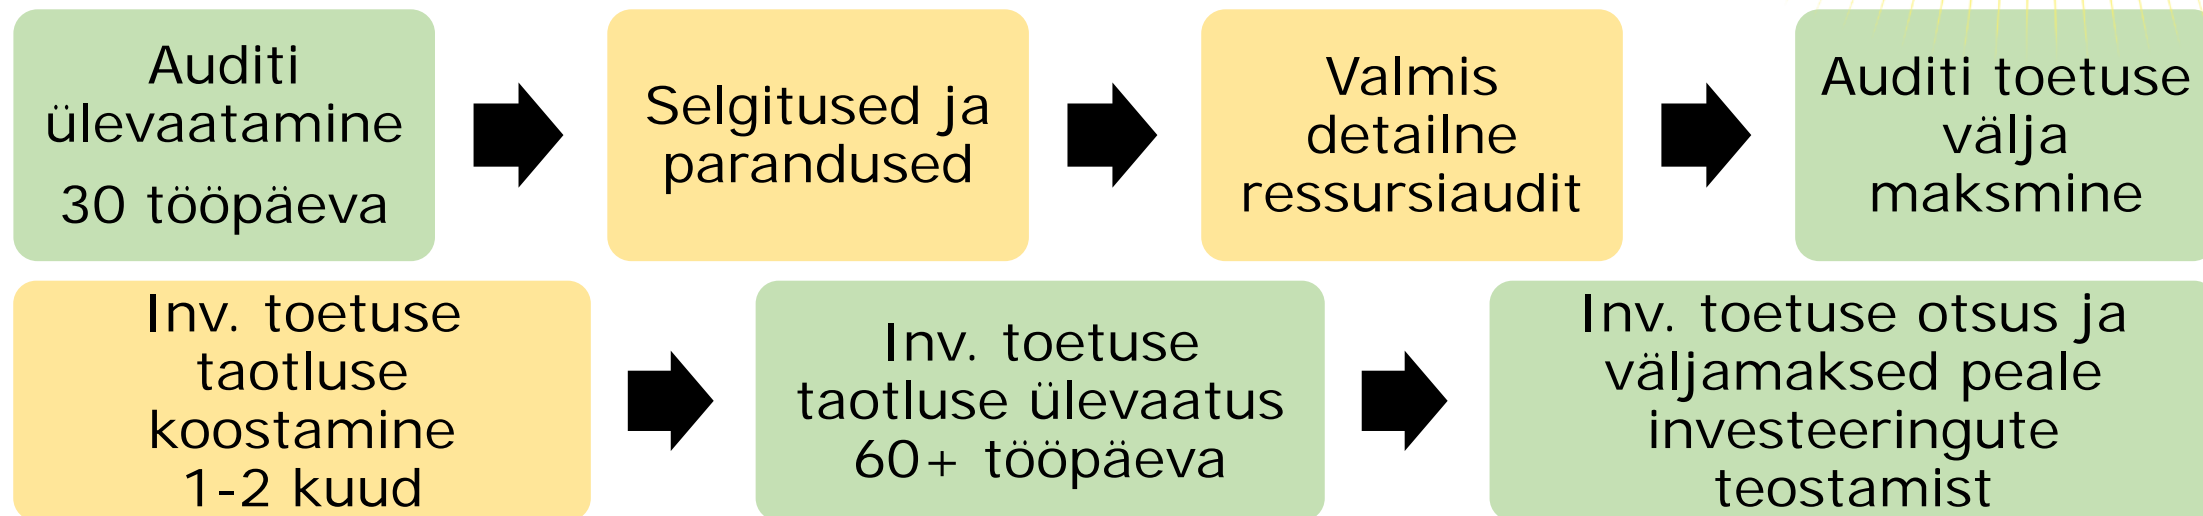 Auditi
ülevaatamine
30 tööpäeva
Selgitused ja
parandused
Valmis
detailne
ressursiaudit
Auditi toetuse
välja
maksmine
Inv. toetuse
taotluse
koostamine
1-2 kuud
Inv. toetuse
taotluse ülevaatus
60+ tööpäeva
Inv. toetuse otsus ja
väljamaksed peale
investeeringute
teostamist